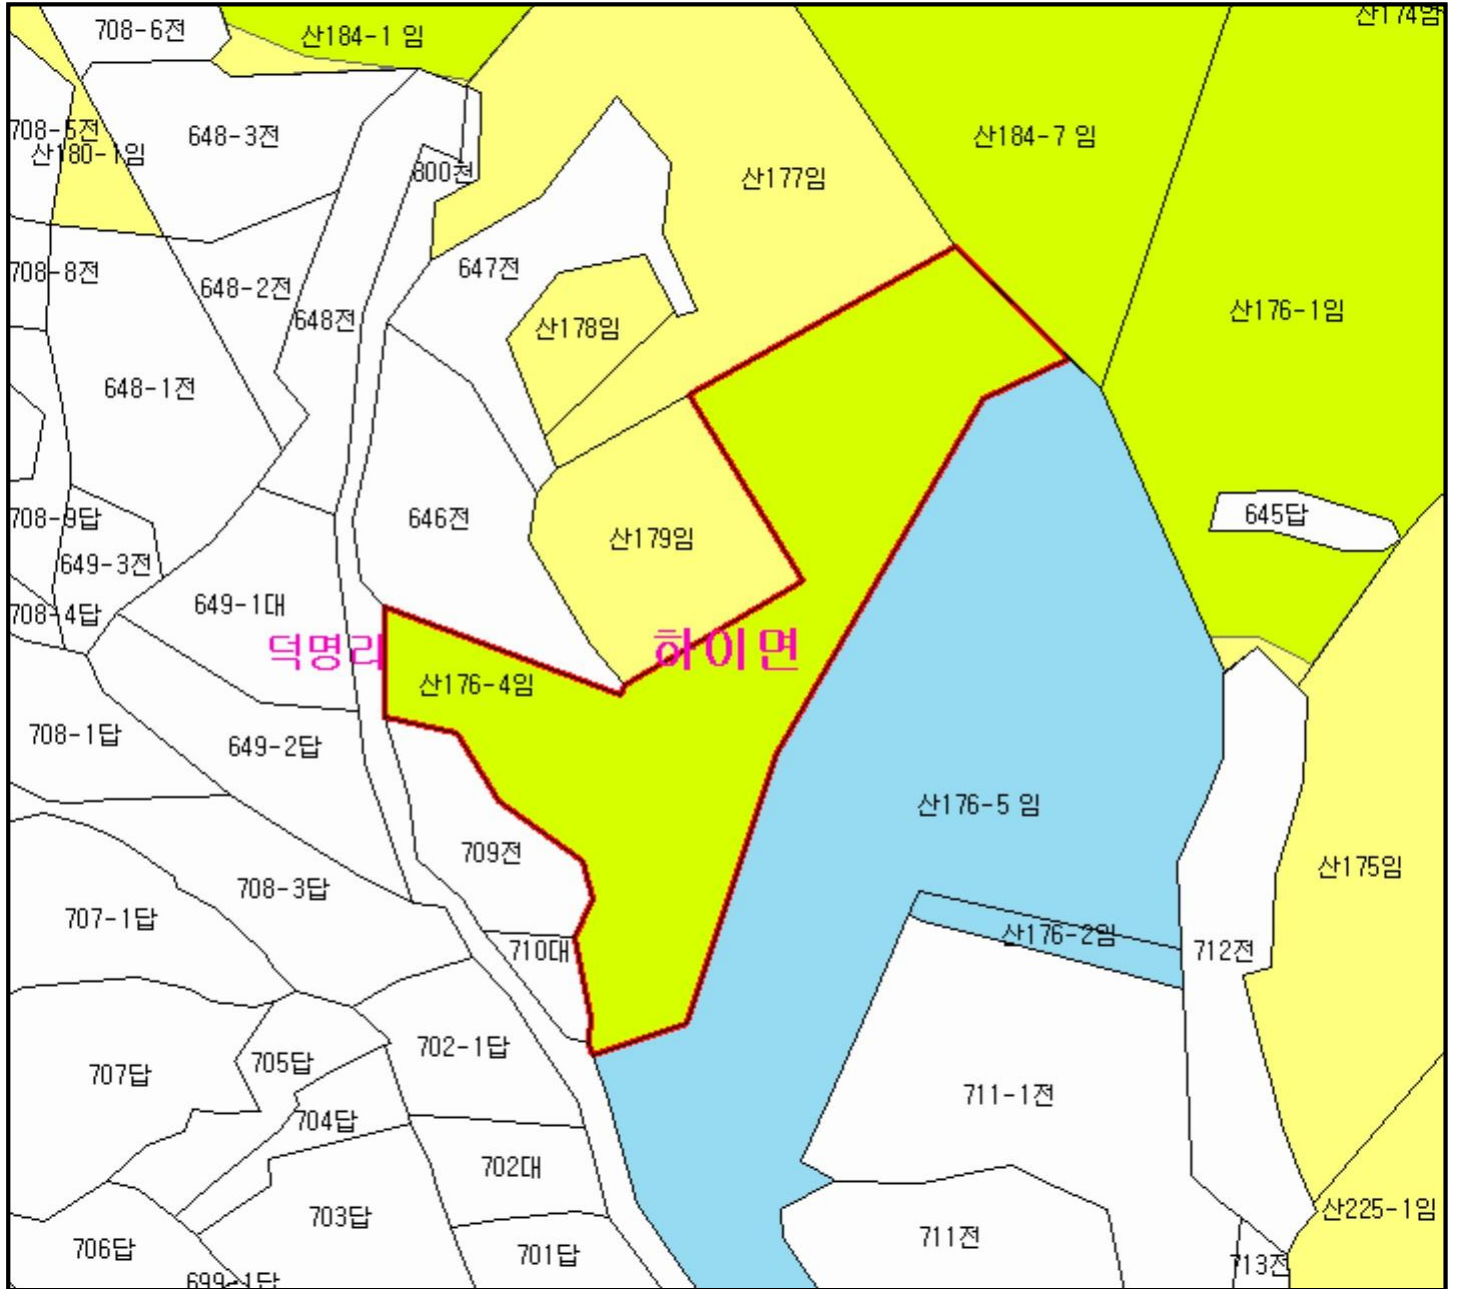 708-6전
산184-1 임
산174임
708-5전
산180-1임
648-3전
800전
산177임
산184-7 임
708-8전
648-2전
648전
647전
산178임
산176-1임
648-1전
708-9답
649-3전
646전
산179임
645답
708-4답
649-1대
덕명리
하이면
산176-4임
708-1답
649-2답
산176-5 임
709전
산175임
707-1답
708-3답
710대
산176-2임
712전
707답
705답
702-1답
711-1전
704답
702대
703답
706답
701답
711전
산225-1임
699-1답
713전